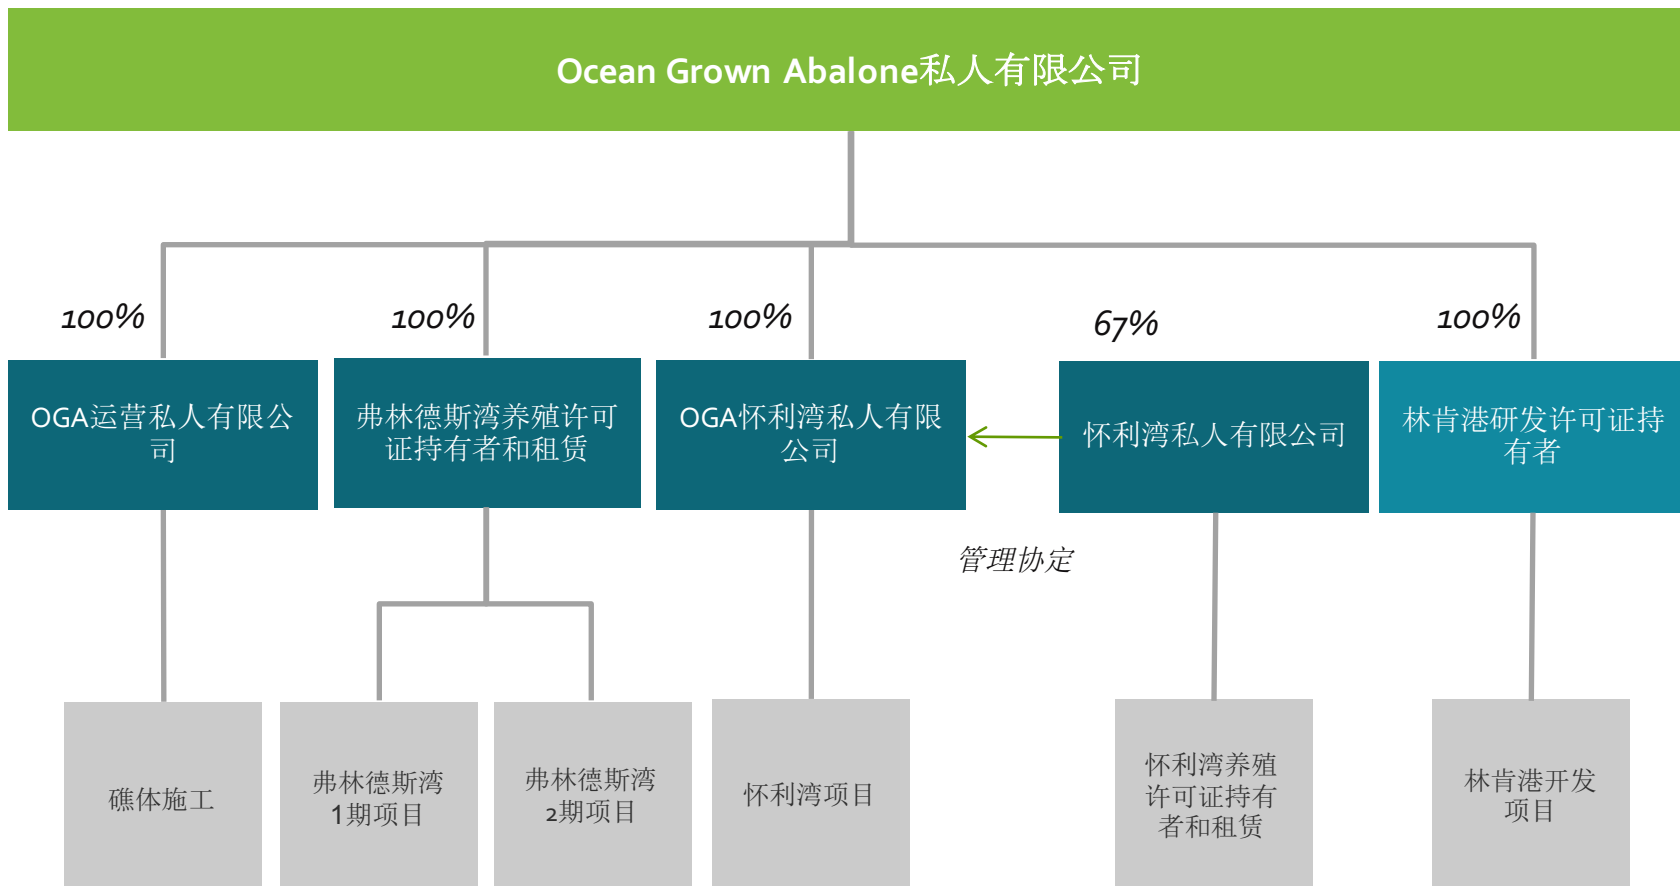 Ocean Grown Abalone私人有限公司
100%
100%
100%
67%
100%
OGA运营私人有限公
司
弗林德斯湾养殖许可
证持有者和租赁
OGA怀利湾私人有限
公司
怀利湾私人有限公司
林肯港研发许可证持
有者
管理协定
礁体施工
弗林德斯湾
1期项目
弗林德斯湾
2期项目
怀利湾项目
怀利湾养殖
许可证持有
者和租赁
林肯港开发
项目